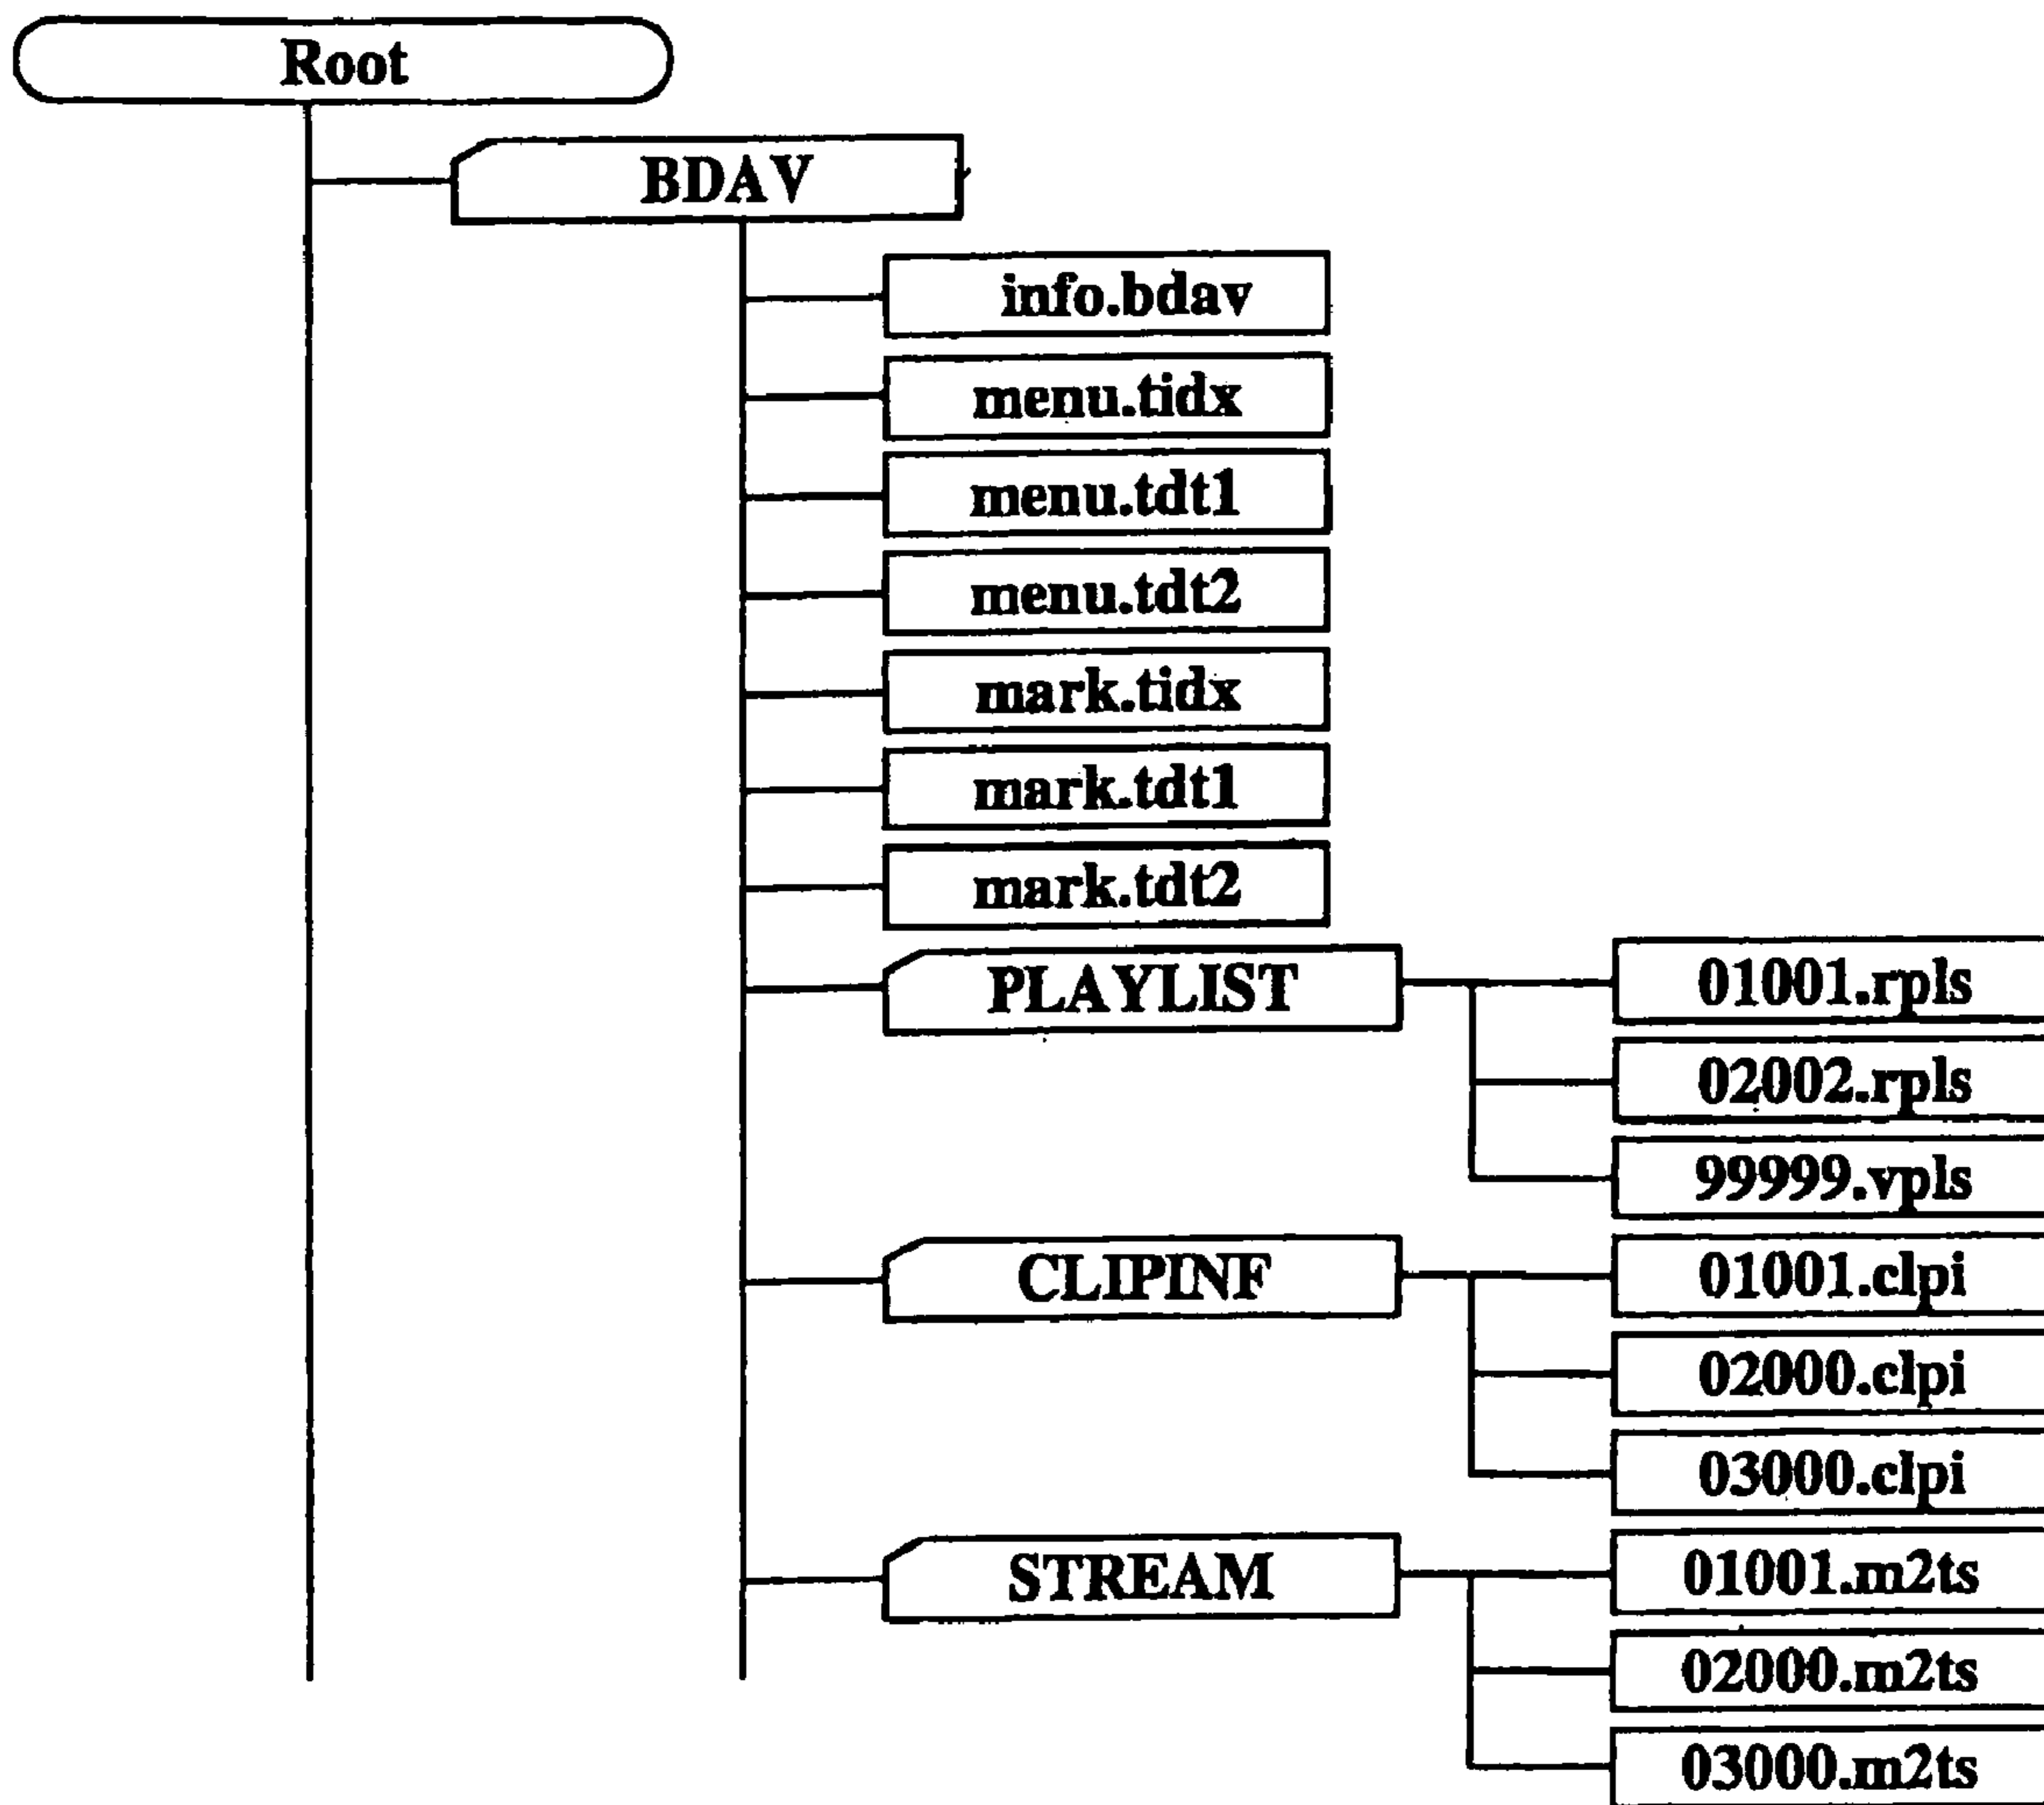 Root
BDAV
info.bdav
menu.tidx
menu.tdt1
menu.tdt2
mark.tidx
mark.tdt1
mark.tdt2
PLAYLIST
01001.rpls
02002.rpls
99999.vpls
CLIPINF
01001.clpi
02000.clpi
03000.clpi
STREAM
01001.m2ts
02000.m2ts
03000.m2ts